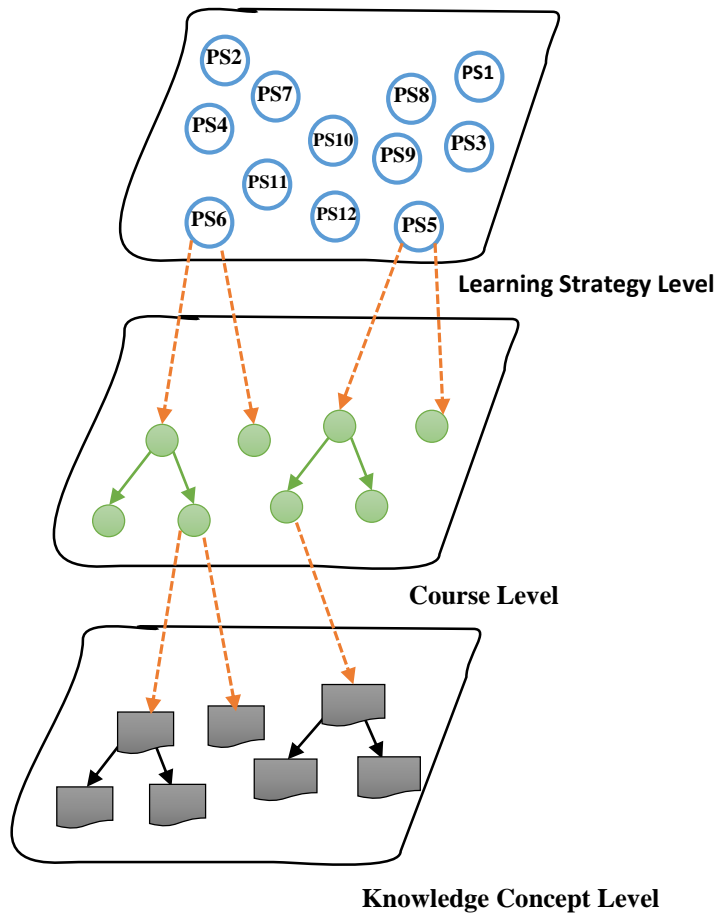 PS2
PS1
PS7
PS8
PS4
PS10
PS3
PS9
PS11
PS12
PS6
PS5
Learning Strategy Level
Course Level
Knowledge Concept Level